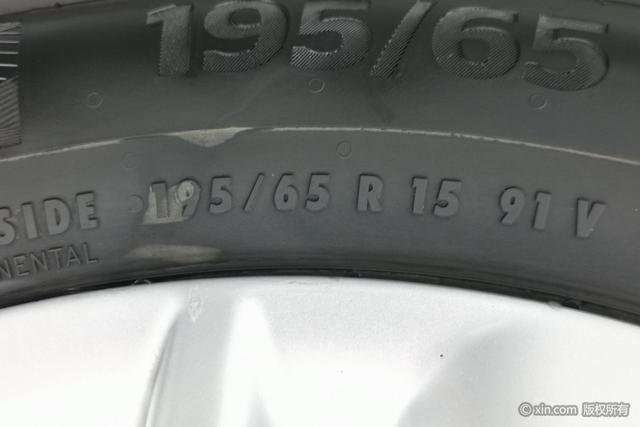 195/65
SIDE 195/65 R 15 91 V
NENTAL
© xin.com 版权所有